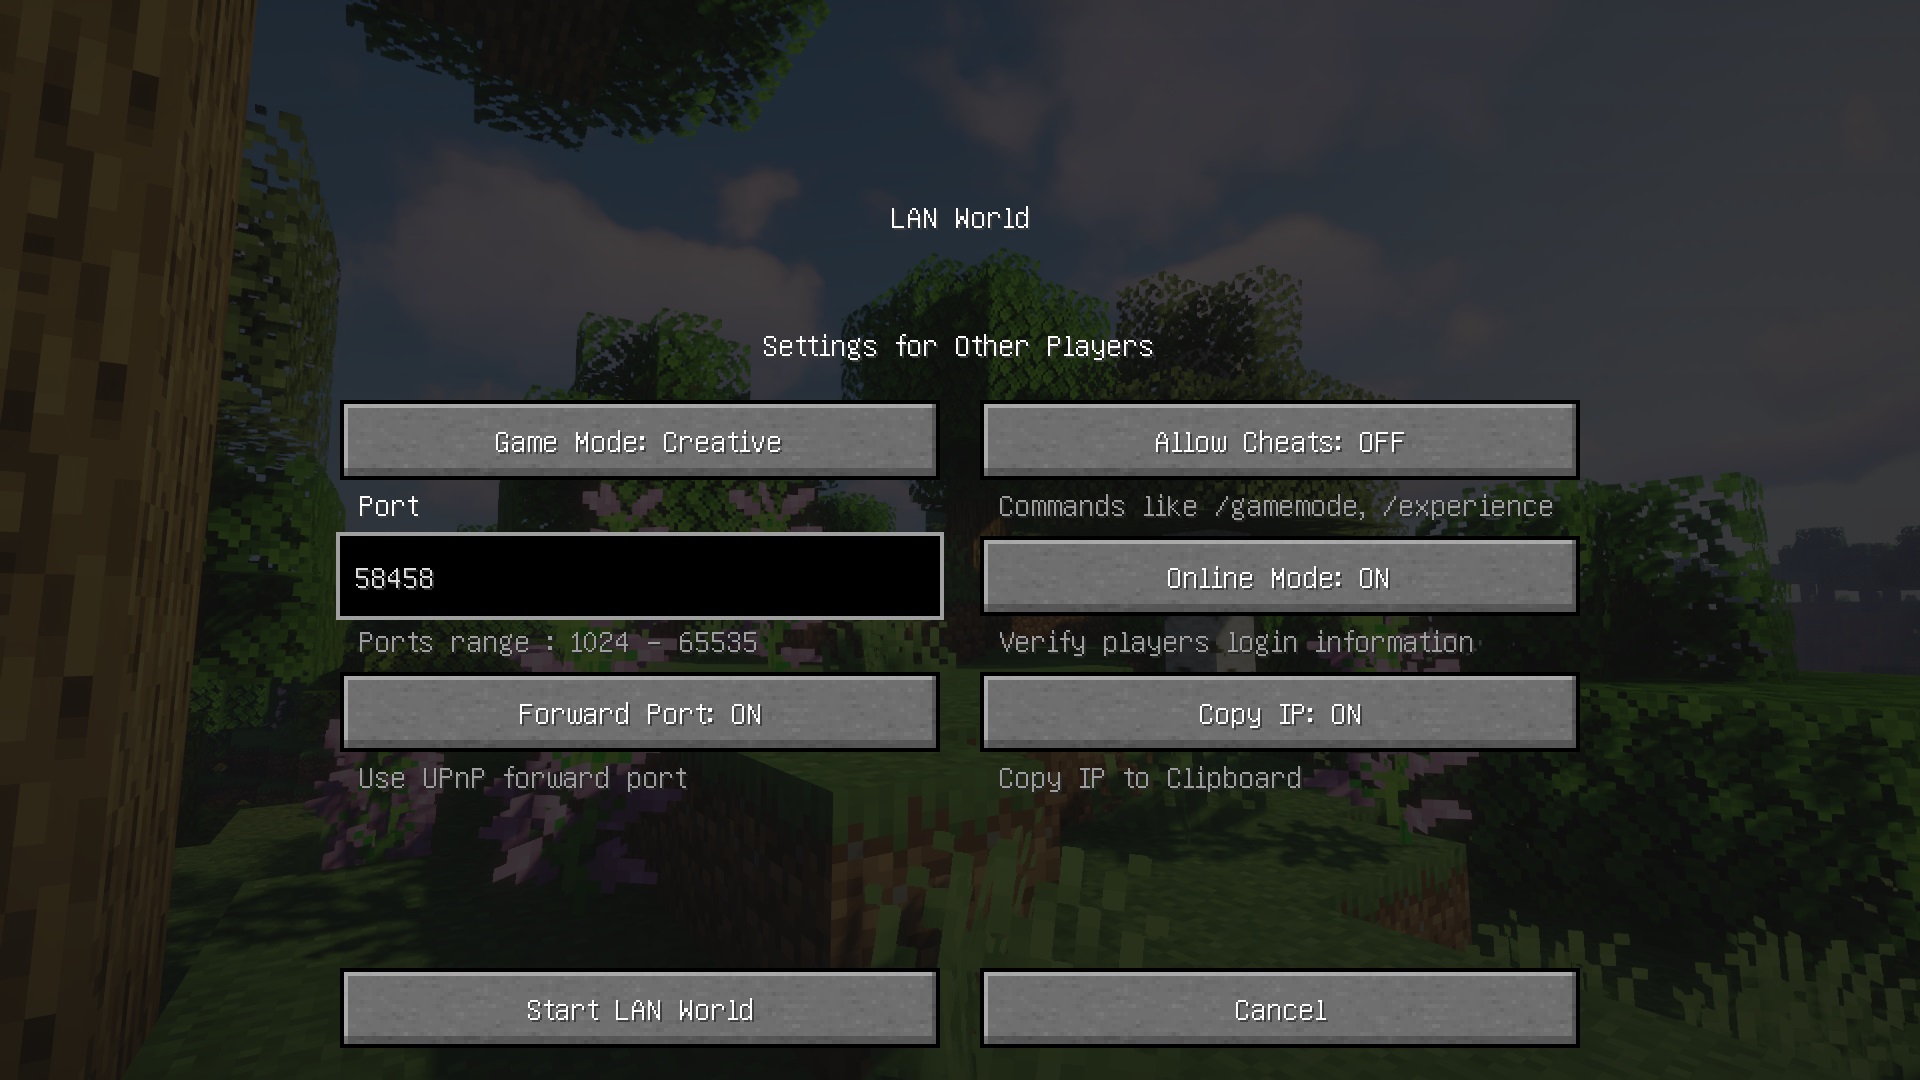 LAN World
Settings for Other Players
Game Mode: Creative
Allow Cheats: OFF
Port
Commands like /gamemode, /experience
58458
Online Mode: ON
Ports range : 1024 - 65535
Verify players login information
Forward Port: ON
Copy IP: ON
Use UPnP forward port
Copy IP to Clipboard
Start LAN World
Cancel